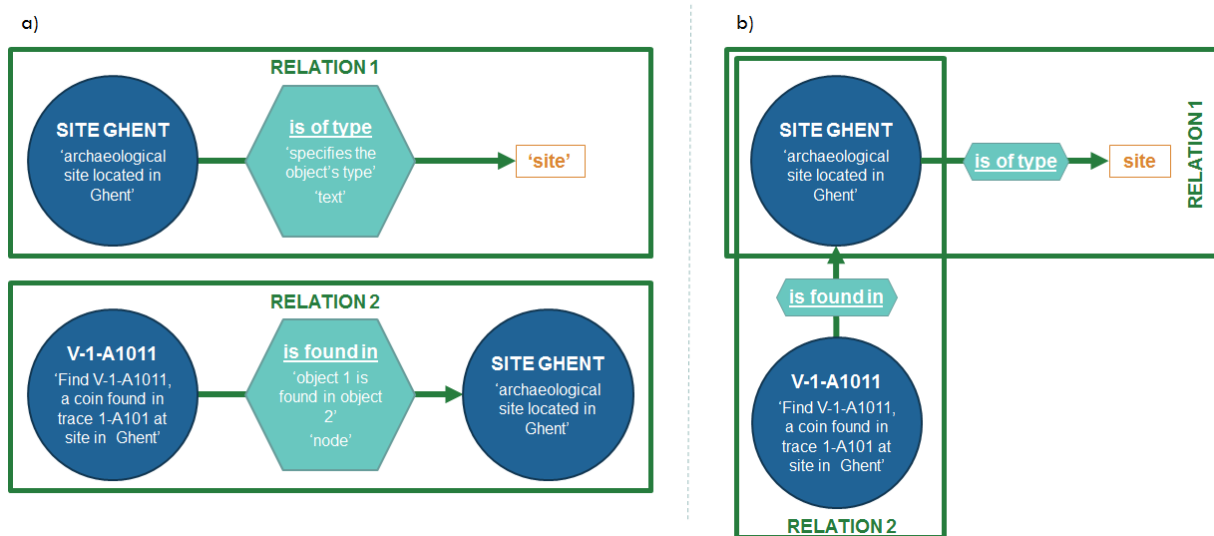 a)
RELATION 1
SITE GHENT
‘archaeological
site located in
Ghent’
is of type
‘specifies the
object’s type’
‘text’
‘site’
RELATION 2
V-1-A1011
‘Find V-1-A1011,
a coin found in
trace 1-A101 at
site in Ghent’
is found in
‘object 1 is
found in object
2’
‘node’
SITE GHENT
‘archaeological
site located in
Ghent’
b)
SITE GHENT
‘archaeological
site located in
Ghent’
is of type
site
RELATION 1
is found in
V-1-A1011
‘Find V-1-A1011,
a coin found in
trace 1-A101 at
site in Ghent’
RELATION 2